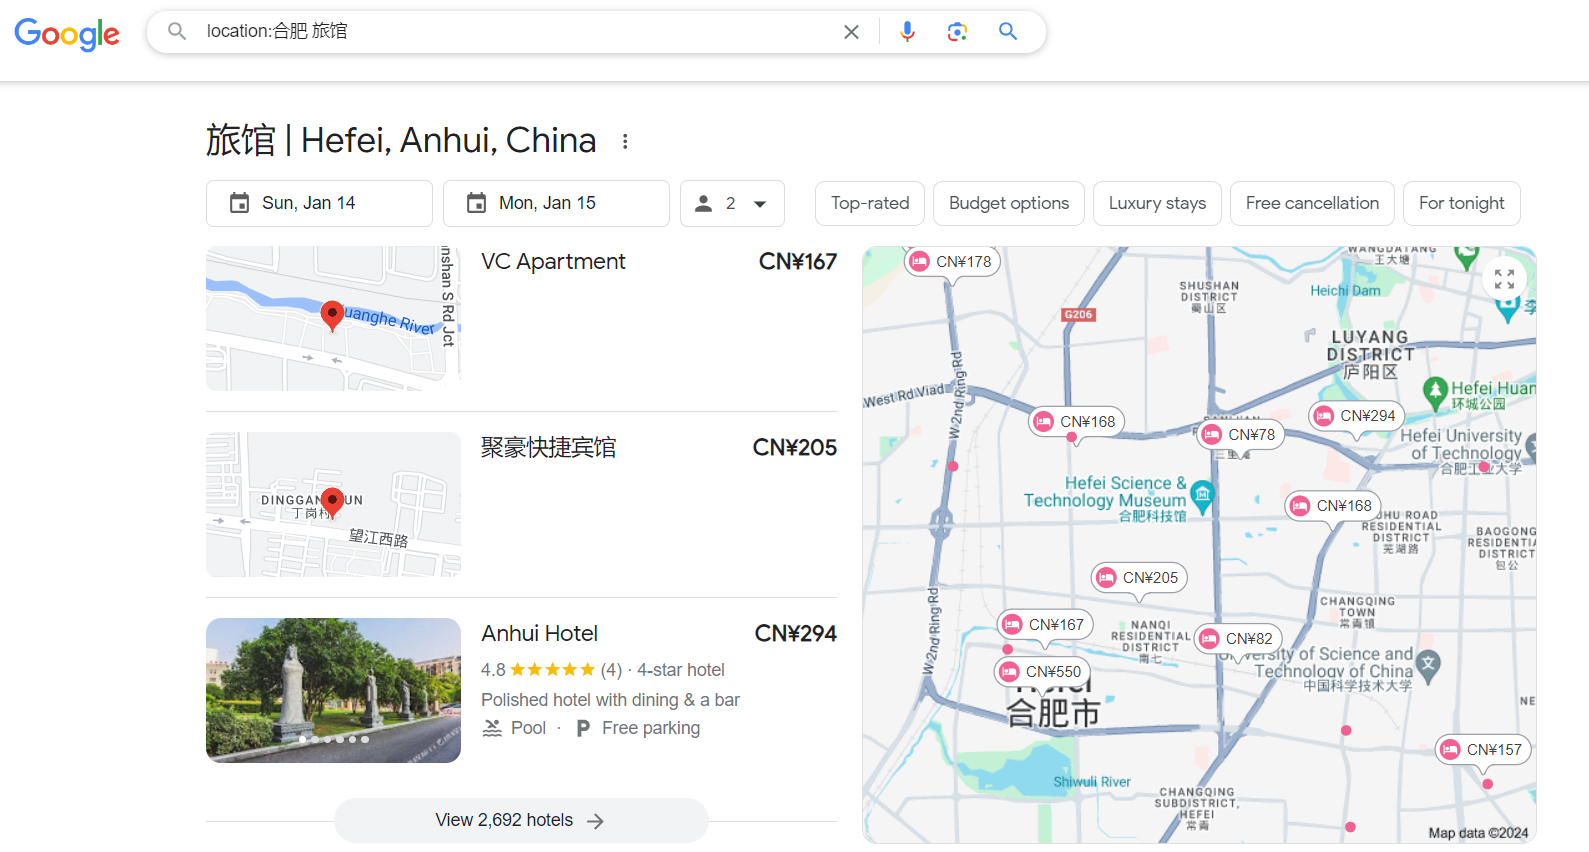 Google
location:合肥 旅馆
旅馆 | Hefei, Anhui, China
Sun, Jan 14
Mon, Jan 15
2
Top-rated
Budget options
Luxury stays
Free cancellation
For tonight
nshan S Rd Jct
uanghe River
VC Apartment
CN¥167
DINGGAN UN
丁岗村
望江西路
聚豪快捷宾馆
CN¥205
Anhui Hotel
CN¥294
4.8 (4) · 4-star hotel
Polished hotel with dining & a bar
Pool · P Free parking
View 2,692 hotels
WANGDATANG
王大塘
CN¥178
SHUSHAN
DISTRICT
蜀山区
Heichi Dam
李
G206
LUYANG
DISTRICT
庐阳区
West Rd Viad
W 2nd Ring Rd
Hefei Huan
环城公园
CN¥168
CN¥294
CN¥78
三里庵
Hefei University
of Technology
合肥工业大学
Hefei Science &
Technology Museum
合肥科技馆
CN¥168
UHU ROAD
RESIDENTIAL
DISTRICT
芜湖路
BAOGONG
RESIDENTIA
DISTRICT
包公
CN¥205
W 2nd Ring Rd
CHANGQING
TOWN
常青镇
CN¥167
NANQI
RESIDENTIAL
DISTRICT
南七
CN¥82
University of Science and
Technology of China
中国科学技术大学
文
CN¥550
Hefei
合肥市
NE
CN¥157
Shiwuli River
CHANGQING
SUBDISTRICT,
HEFEI
常青
Map data ©2024